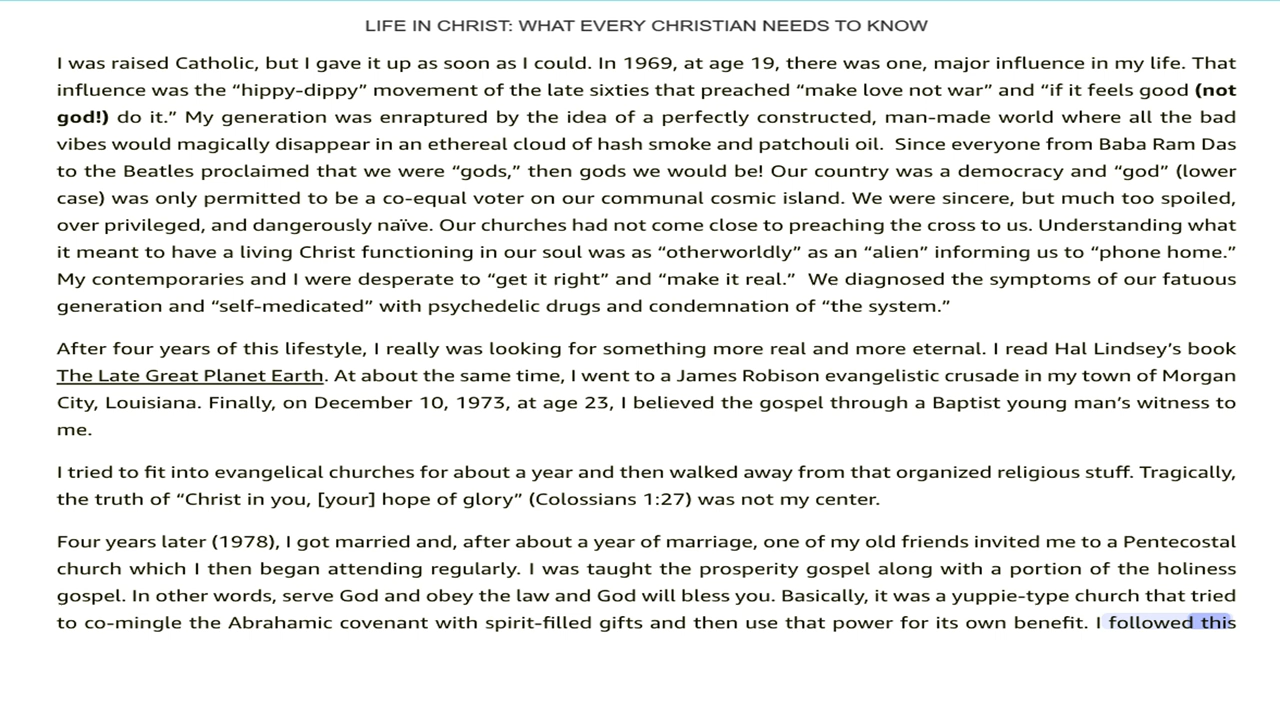 LIFE IN CHRIST: WHAT EVERY CHRISTIAN NEEDS TO KNOW
I was raised Catholic, but I gave it up as soon as I could. In 1969, at age 19, there was one, major influence in my life. That
influence was the “hippy-dippy” movement of the late sixties that preached “make love not war” and “if it feels good (not
god!) do it.” My generation was enraptured by the idea of a perfectly constructed, man-made world where all the bad
vibes would magically disappear in an ethereal cloud of hash smoke and patchouli oil.  Since everyone from Baba Ram Das
to the Beatles proclaimed that we were “gods,” then gods we would be! Our country was a democracy and “god” (lower
case) was only permitted to be a co-equal voter on our communal cosmic island. We were sincere, but much too spoiled,
over privileged, and dangerously naïve. Our churches had not come close to preaching the cross to us. Understanding what
it meant to have a living Christ functioning in our soul was as “otherworldly” as an “alien” informing us to “phone home.”
My contemporaries and I were desperate to “get it right” and “make it real.”  We diagnosed the symptoms of our fatuous
generation and “self-medicated” with psychedelic drugs and condemnation of “the system.”
After four years of this lifestyle, I really was looking for something more real and more eternal. I read Hal Lindsey’s book
The Late Great Planet Earth. At about the same time, I went to a James Robison evangelistic crusade in my town of Morgan
City, Louisiana. Finally, on December 10, 1973, at age 23, I believed the gospel through a Baptist young man’s witness to
me.
I tried to fit into evangelical churches for about a year and then walked away from that organized religious stuff. Tragically,
the truth of “Christ in you, [your] hope of glory” (Colossians 1:27) was not my center.
Four years later (1978), I got married and, after about a year of marriage, one of my old friends invited me to a Pentecostal
church which I then began attending regularly. I was taught the prosperity gospel along with a portion of the holiness
gospel. In other words, serve God and obey the law and God will bless you. Basically, it was a yuppie-type church that tried
to co-mingle the Abrahamic covenant with spirit-filled gifts and then use that power for its own benefit. I followed this